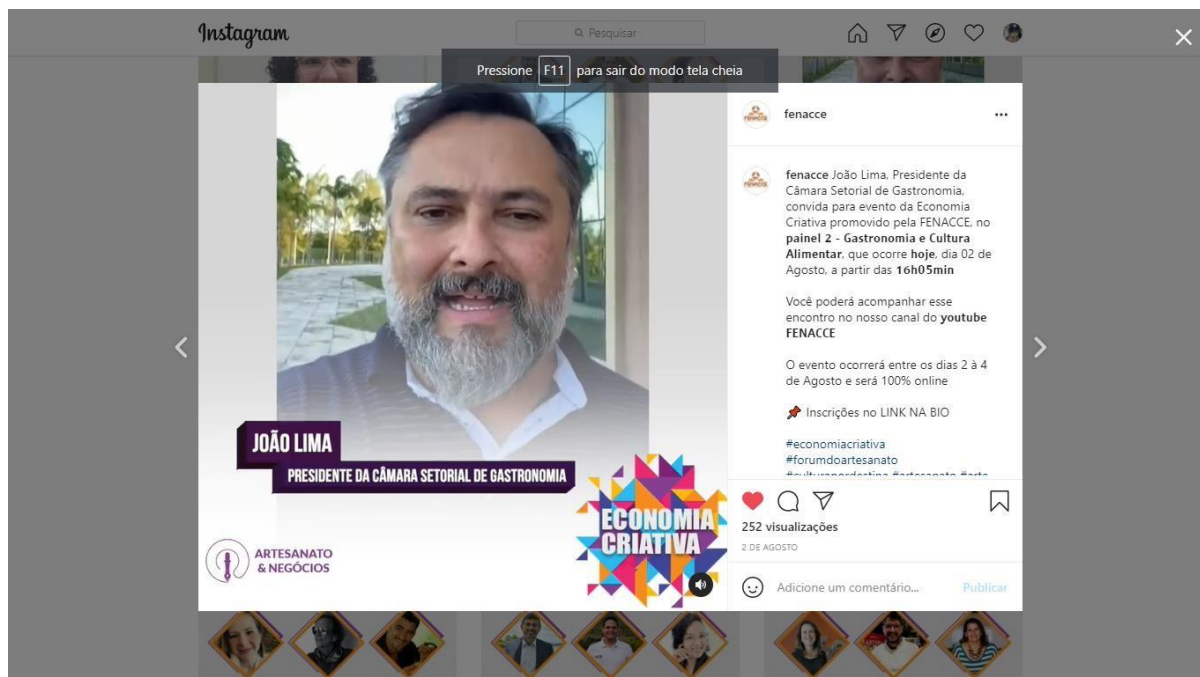 Instagram
Pesquisar
Pressione F11 para sair do modo tela cheia
fenacce
fenacce João Lima, Presidente da
Câmara Setorial de Gastronomia,
convida para evento da Economia
Criativa promovido pela FENACCE, no
painel 2 - Gastronomia e Cultura
Alimentar, que ocorre hoje, dia 02 de
Agosto, a partir das 16h05min
Você poderá acompanhar esse
encontro no nosso canal do youtube
FENACCE
O evento ocorrerá entre os dias 2 à 4
de Agosto e será 100% online
Inscrições no LINK NA BIO
#economiacriativa
#forumdoartesanato
#culturanordestina #artesanato #arte
JOÃO LIMA
PRESIDENTE DA CÂMARA SETORIAL DE GASTRONOMIA
ECONOMIA
CRIATIVA
ARTESANATO
& NEGÓCIOS
252 visualizações
2 DE AGOSTO
Adicione um comentário...
Publicar